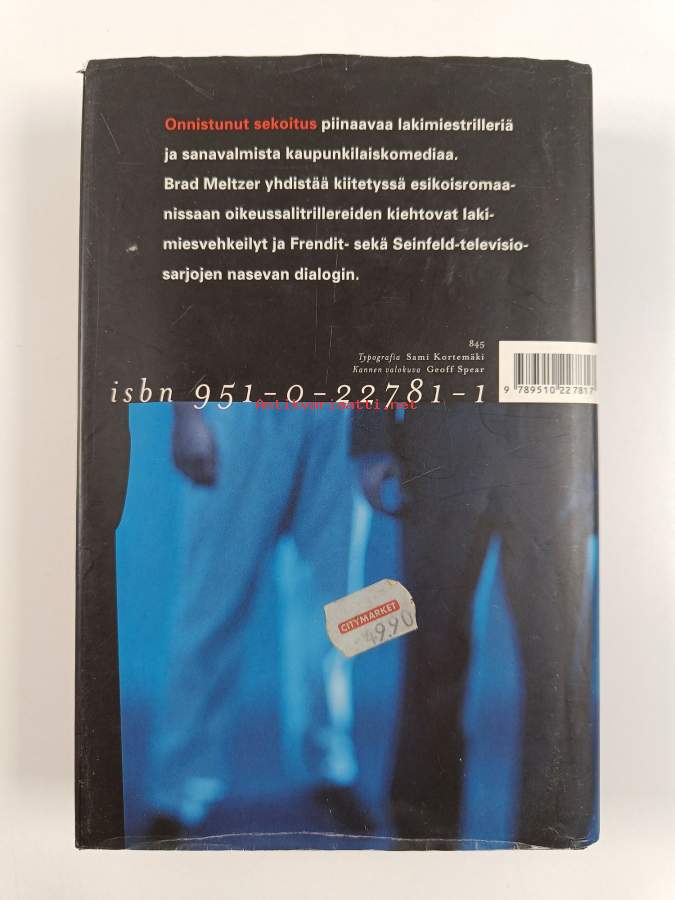 Onnistunut sekoitus piinaavaa lakimiestrilleriä
ja sanavalmista kaupunkilaiskomediaa.
Brad Meltzer yhdistää kiitetyssä esikoisromaa-
nissaan oikeussalitrillereiden kiehtovat laki-
miesvehkeilyt ja Frendit- sekä Seinfeld-televisio-
sarjojen nasevan dialogin.
845
Typografia Sami Kortemäki
Kannen valokuva Geoff Spear
isbn 951-0-22781-1
9 789510 227817
Antikvariaatti.net
CITYMARKET
49.90